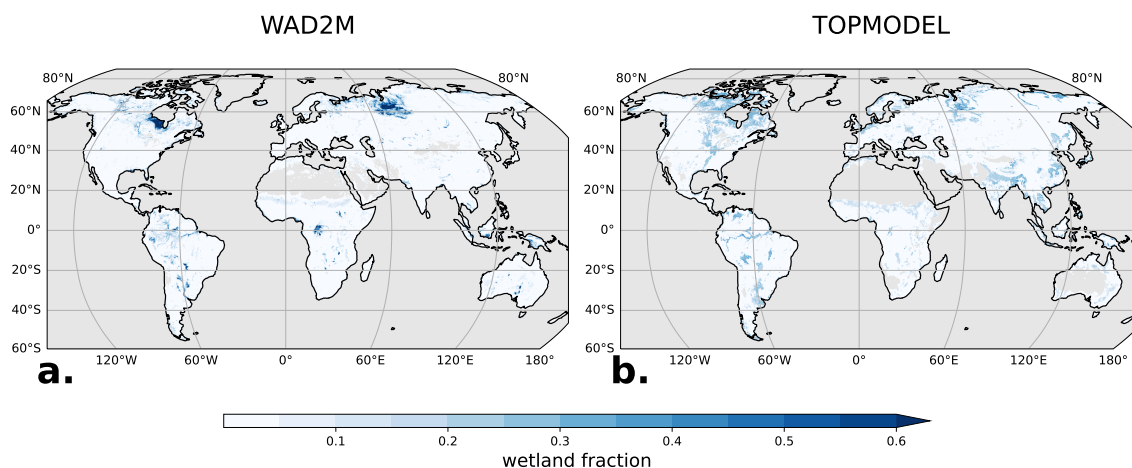 WAD2M
TOPMODEL
80°N 80°N 80°N 80°N
60°N 60°N
40°N 40°N
20°N 20°N
0° 0°
20°S 20°S
40°S 40°S
60°S 60°S
120°W 60°W 0° 60°E 120°E 180° 120°W 60°W 0° 60°E 120°E 180°
a. b.
0.1 0.2 0.3 0.4 0.5 0.6
wetland fraction